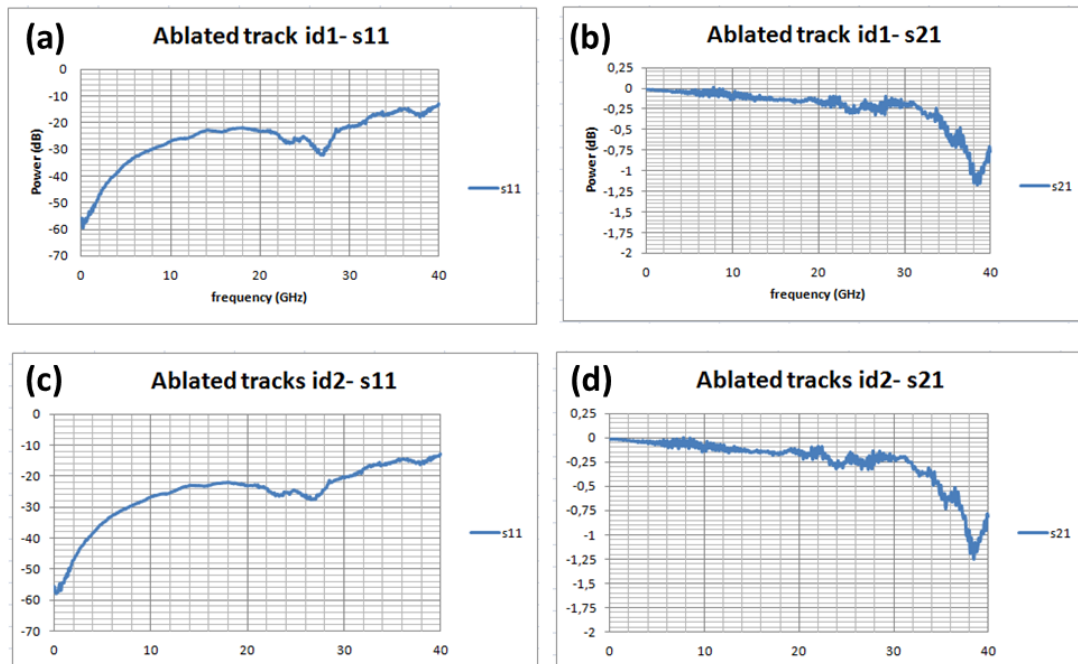 (a)
Ablated track id1- s11
0
-10
-20
-30
-40
-50
-60
-70
Power (dB)
0 10 20 30 40
frequency (GHz)
s11
(b)
Ablated track id1- s21
0,25
0
-0,25
-0,5
-0,75
-1
-1,25
-1,5
-1,75
-2
Power (dB)
0 10 20 30 40
frequency (GHz)
s21
(c)
Ablated tracks id2- s11
0
-10
-20
-30
-40
-50
-60
-70
0 10 20 30 40
s11
(d)
Ablated tracks id2- s21
0,25
0
-0,25
-0,5
-0,75
-1
-1,25
-1,5
-1,75
-2
0 10 20 30 40
s21